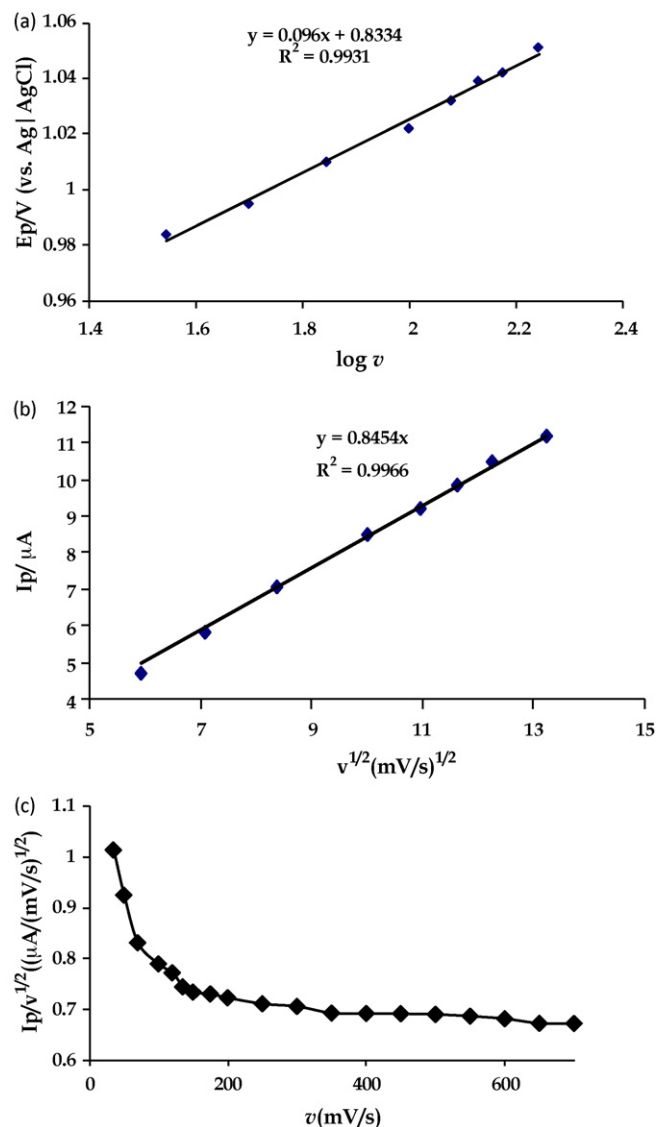 (a)
1.06
1.04
1.02
1
0.98
0.96
y = 0.096x + 0.8334
R² = 0.9931
Ep/V (vs. Ag| AgCl)
1.4 1.6 1.8 2 2.2 2.4
log v
(b)
12
11
10
9
8
7
6
5
4
y = 0.8454x
R² = 0.9966
Ip/ µA
5 7 9 11 13 15
v^1/2(mV/s)^1/2
(c)
1.1
1
0.9
0.8
0.7
0.6
Ip/v^1/2((µA/(mV/s)^1/2)
0 200 400 600
v(mV/s)